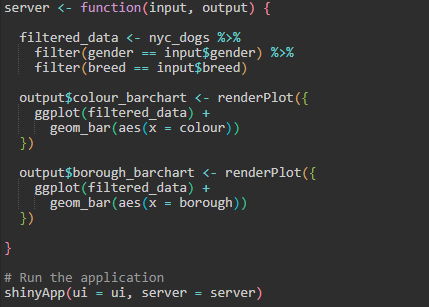 server <- function(input, output) {
filtered_data <- nyc_dogs %>%
filter(gender == input$gender) %>%
filter(breed == input$breed)
output$colour_barchart <- renderPlot({
ggplot(filtered_data) +
geom_bar(aes(x = colour))
})
output$borough_barchart <- renderPlot({
ggplot(filtered_data) +
geom_bar(aes(x = borough))
})
}
# Run the application
shinyApp(ui = ui, server = server)